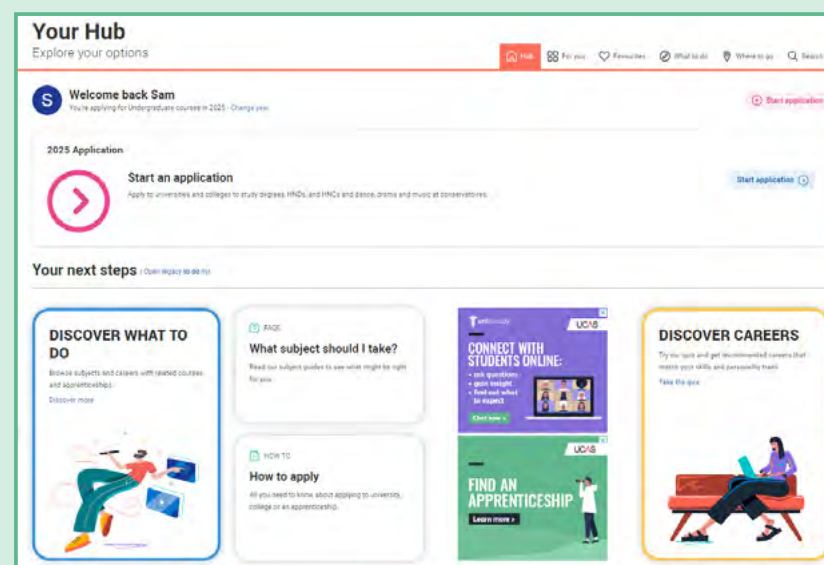 Your Hub
Explore your options
Hub For you Favourites What to do Where to go Search
S
Welcome back Sam
You're applying for Undergraduate courses in 2025 - Change year
Start application
2025 Application
Start an application
Apply to universities and colleges to study degrees, HNDs, and HNCs and dance, drama and music at conservatoires.
Start application
Your next steps | Open legacy to do list
DISCOVER WHAT TO
DO
Browse subjects and careers with related courses
and apprenticeships.
Discover more
FAQS
What subject should I take?
Read our subject guides to see what might be right
for you.
HOW TO
How to apply
All you need to know about applying to university,
college or an apprenticeship.
UCAS
CONNECT WITH
STUDENTS ONLINE:
• ask questions
• gain insight
• find out what
to expect
Start now >
UCAS
FIND AN
APPRENTICESHIP
Learn more >
DISCOVER CAREERS
Try our quiz and get recommended careers that
match your skills and personality traits.
Take the quiz